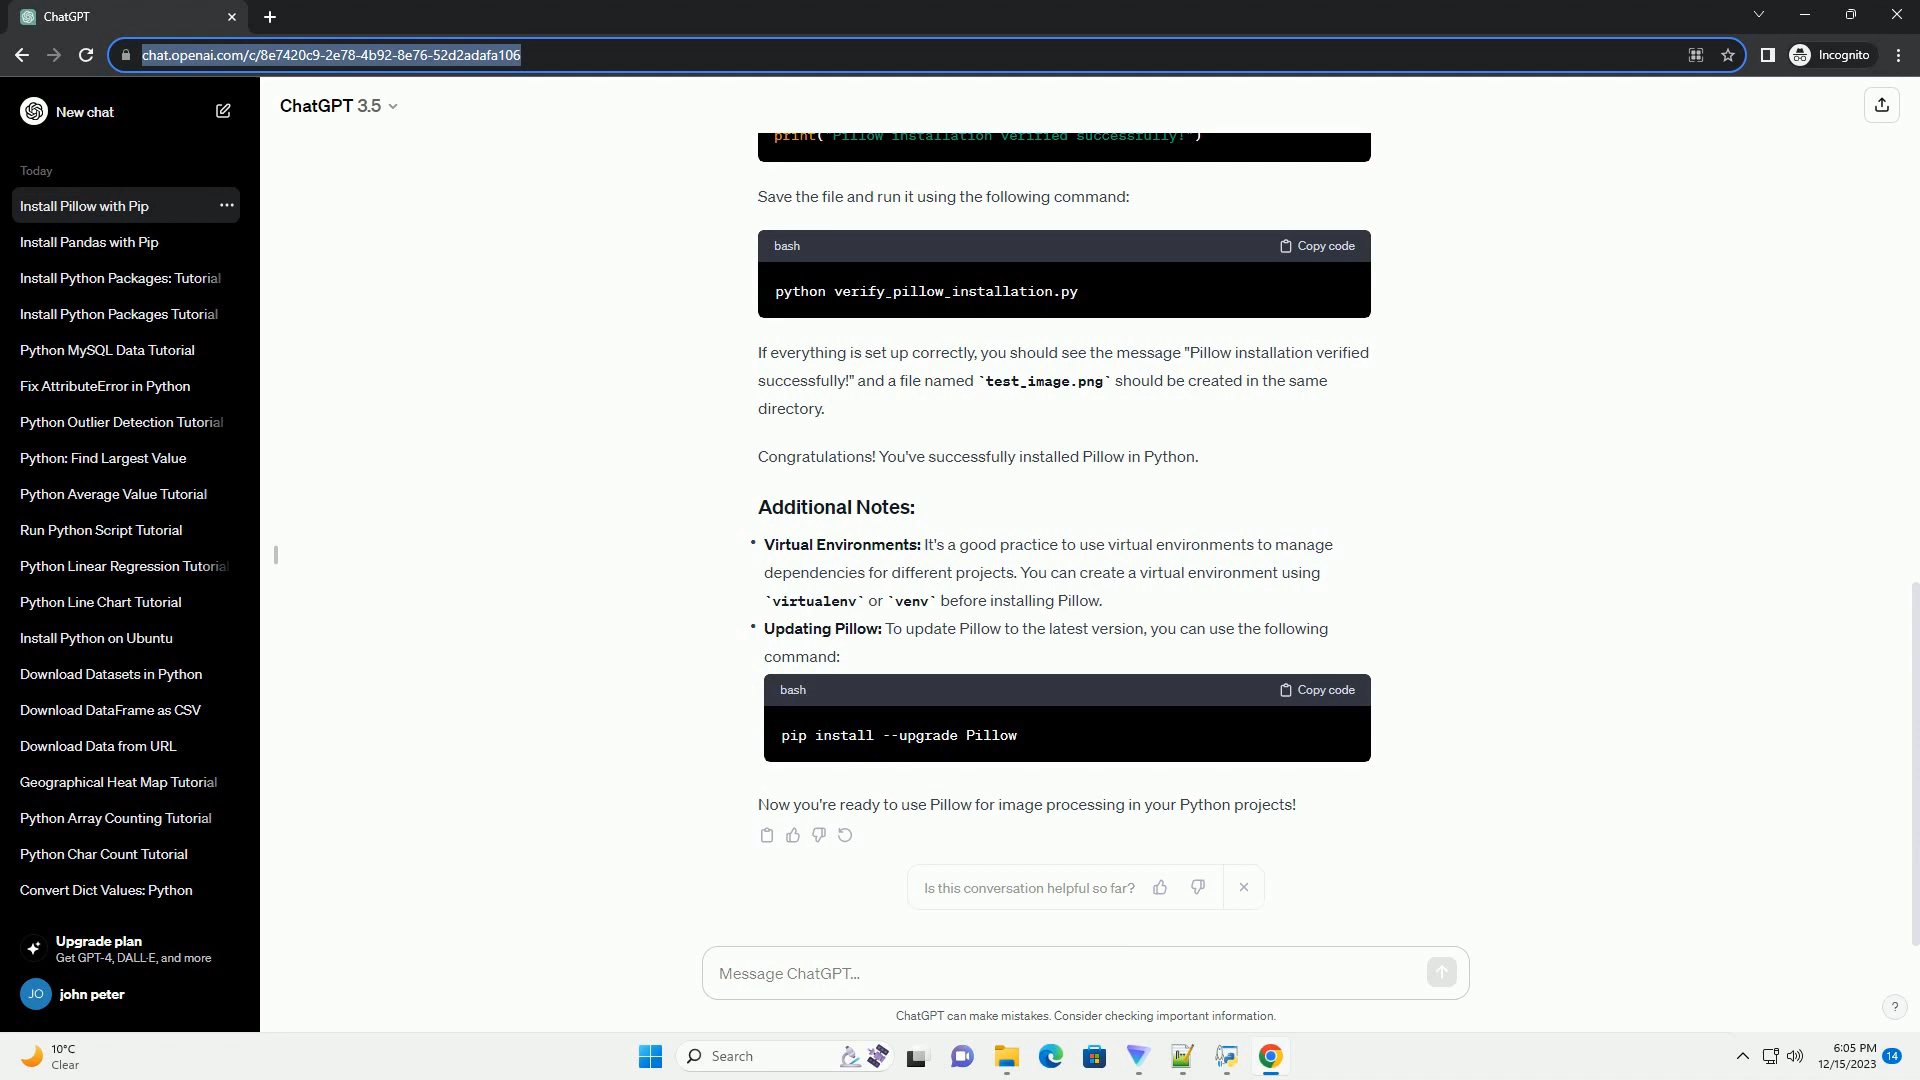 ChatGPT
chat.openai.com/c/8e7420c9-2e78-4b92-8e76-52d2adafa106
Incognito
New chat
Today
Install Pillow with Pip
Install Pandas with Pip
Install Python Packages: Tutorial
Install Python Packages Tutorial
Python MySQL Data Tutorial
Fix AttributeError in Python
Python Outlier Detection Tutorial
Python: Find Largest Value
Python Average Value Tutorial
Run Python Script Tutorial
Python Linear Regression Tutorial
Python Line Chart Tutorial
Install Python on Ubuntu
Download Datasets in Python
Download DataFrame as CSV
Download Data from URL
Geographical Heat Map Tutorial
Python Array Counting Tutorial
Python Char Count Tutorial
Convert Dict Values: Python
Upgrade plan
Get GPT-4, DALL·E, and more
JO john peter
ChatGPT 3.5
print("Pillow installation verified successfully!")
Save the file and run it using the following command:
bash Copy code
python verify_pillow_installation.py
If everything is set up correctly, you should see the message "Pillow installation verified
successfully!" and a file named `test_image.png` should be created in the same
directory.
Congratulations! You've successfully installed Pillow in Python.
Additional Notes:
• Virtual Environments: It's a good practice to use virtual environments to manage
dependencies for different projects. You can create a virtual environment using
`virtualenv` or `venv` before installing Pillow.
• Updating Pillow: To update Pillow to the latest version, you can use the following
command:
bash Copy code
pip install --upgrade Pillow
Now you're ready to use Pillow for image processing in your Python projects!
Is this conversation helpful so far?
Message ChatGPT...
ChatGPT can make mistakes. Consider checking important information.
?
10°C
Clear
Search
6:05 PM
12/15/2023
14